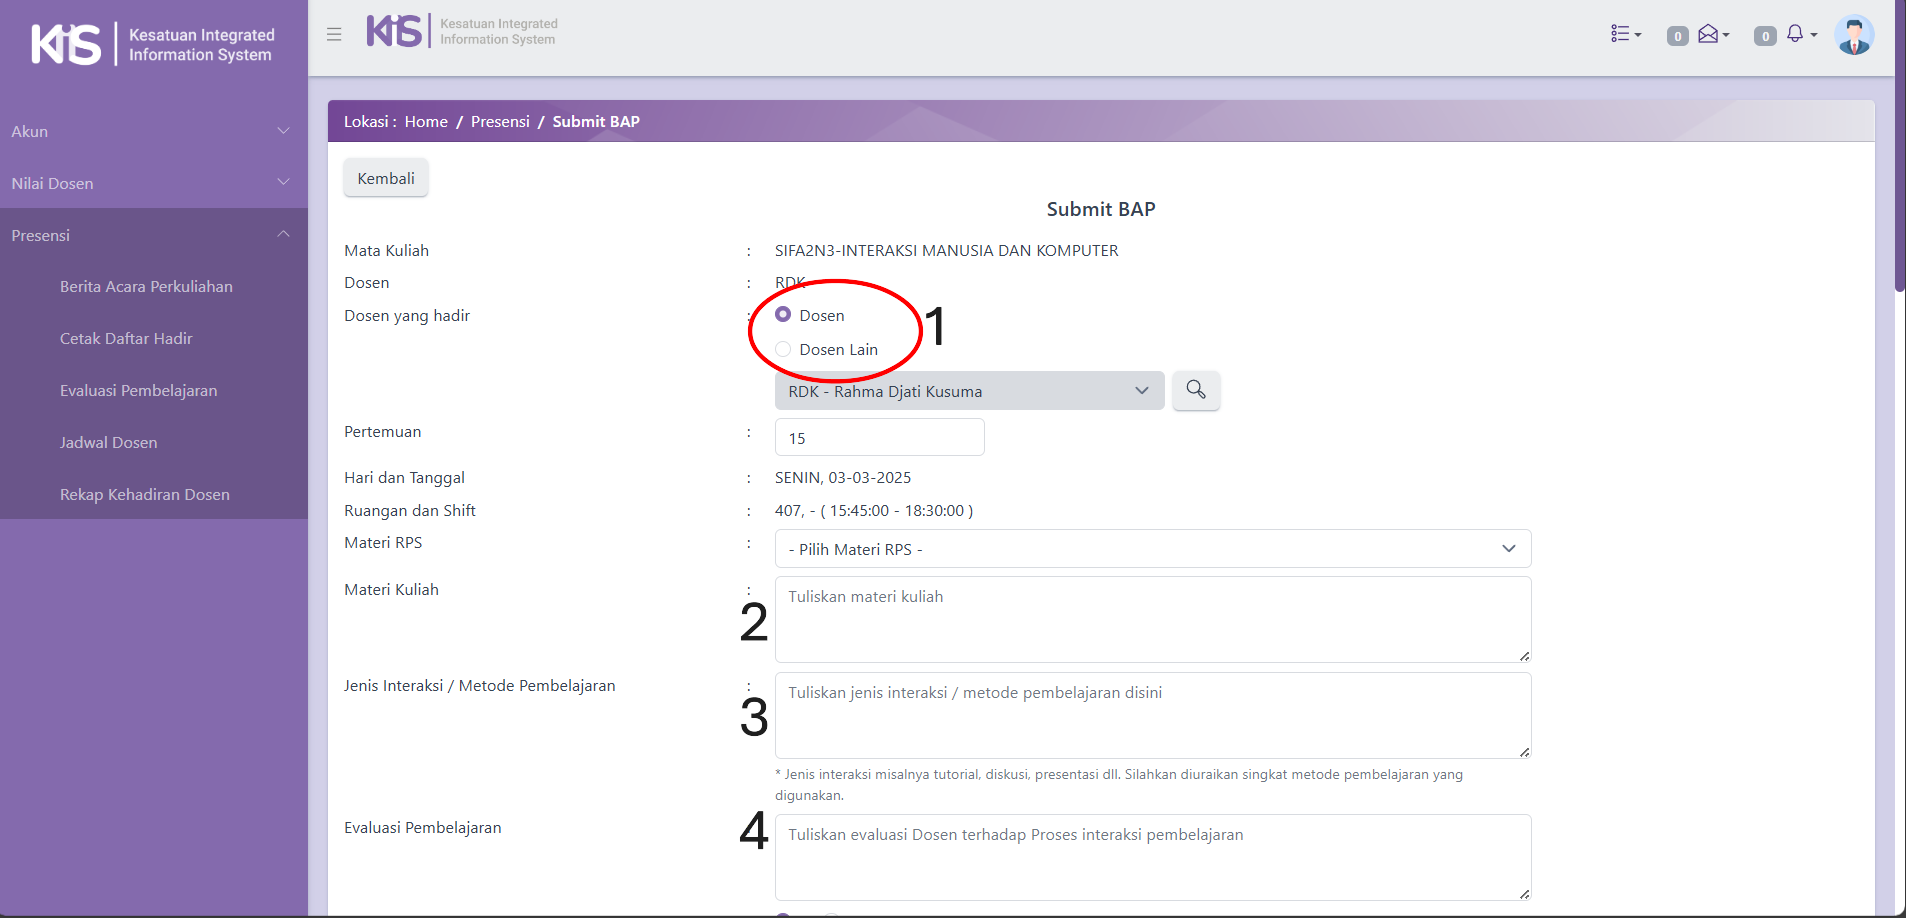 KiS Kesatuan Integrated
Information System
KiS Kesatuan Integrated
Information System
0
0
Akun
Nilai Dosen
Presensi
Berita Acara Perkuliahan
Cetak Daftar Hadir
Evaluasi Pembelajaran
Jadwal Dosen
Rekap Kehadiran Dosen
Lokasi : Home / Presensi / Submit BAP
Kembali
Submit BAP
Mata Kuliah : SIFA2N3-INTERAKSI MANUSIA DAN KOMPUTER
Dosen : RDK
Dosen yang hadir : Dosen
1
Dosen Lain
RDK - Rahma Djati Kusuma
Pertemuan : 15
Hari dan Tanggal : SENIN, 03-03-2025
Ruangan dan Shift : 407, - ( 15:45:00 - 18:30:00 )
Materi RPS : - Pilih Materi RPS -
Materi Kuliah : Tuliskan materi kuliah
2
Jenis Interaksi / Metode Pembelajaran : Tuliskan jenis interaksi / metode pembelajaran disini
3
* Jenis interaksi misalnya tutorial, diskusi, presentasi dll. Silahkan diuraikan singkat metode pembelajaran yang
digunakan.
Evaluasi Pembelajaran 4 Tuliskan evaluasi Dosen terhadap Proses interaksi pembelajaran